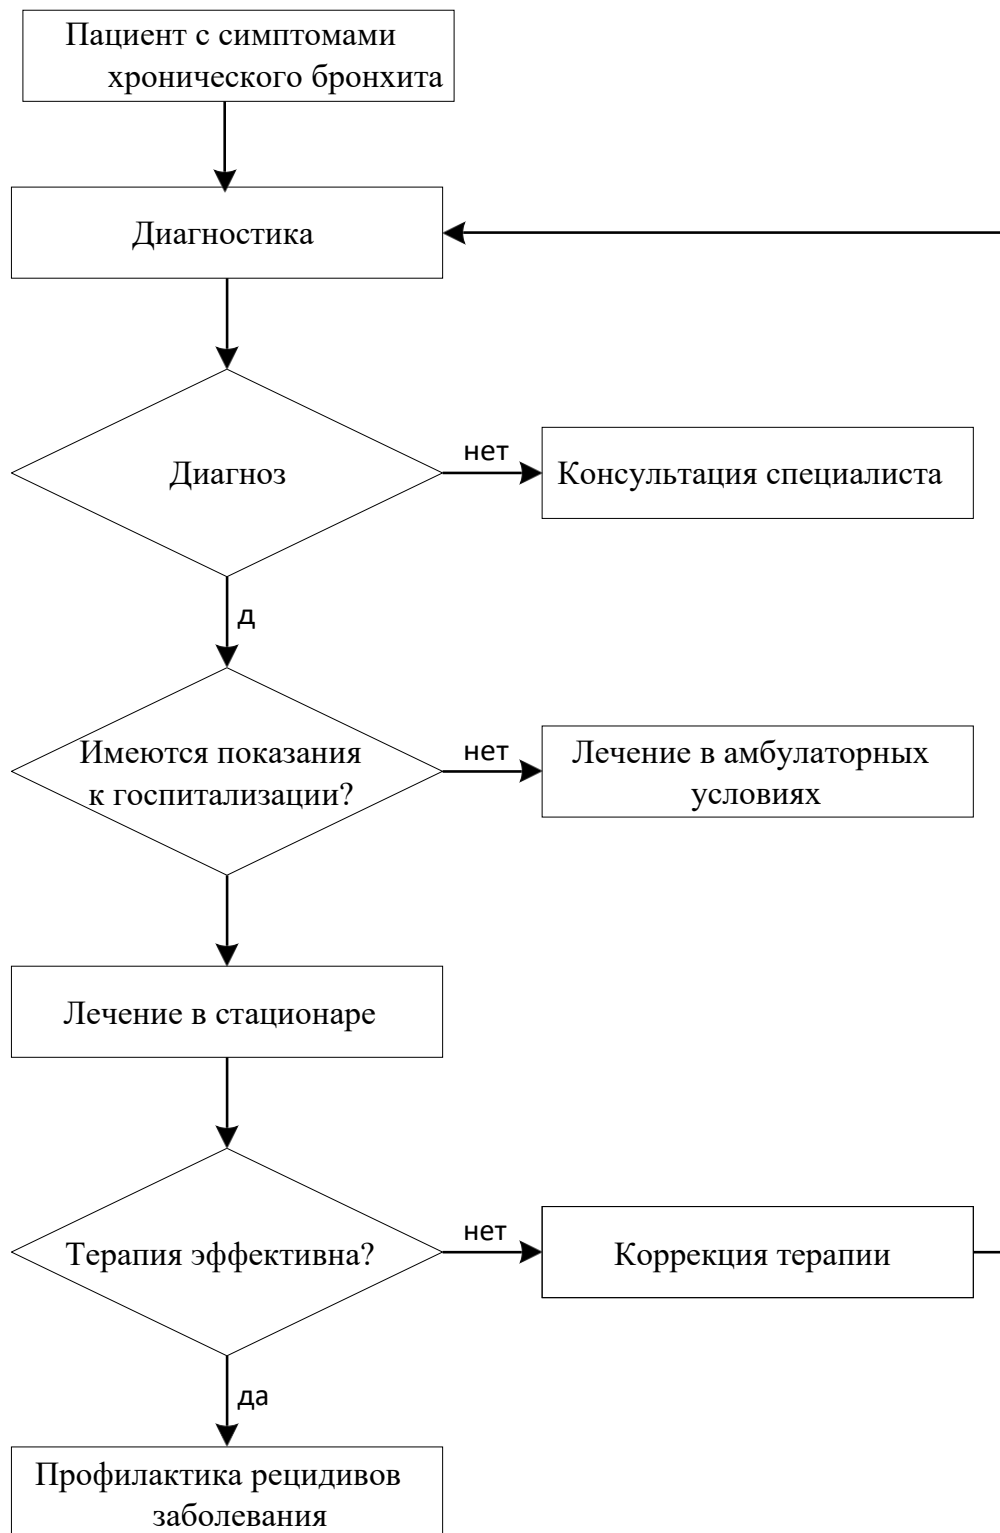 Пациент с симптомами
хронического бронхита
Диагностика
Диагноз
нет
Консультация специалиста
д
Имеются показания
к госпитализации?
нет
Лечение в амбулаторных
условиях
Лечение в стационаре
Терапия эффективна?
нет
Коррекция терапии
да
Профилактика рецидивов
заболевания